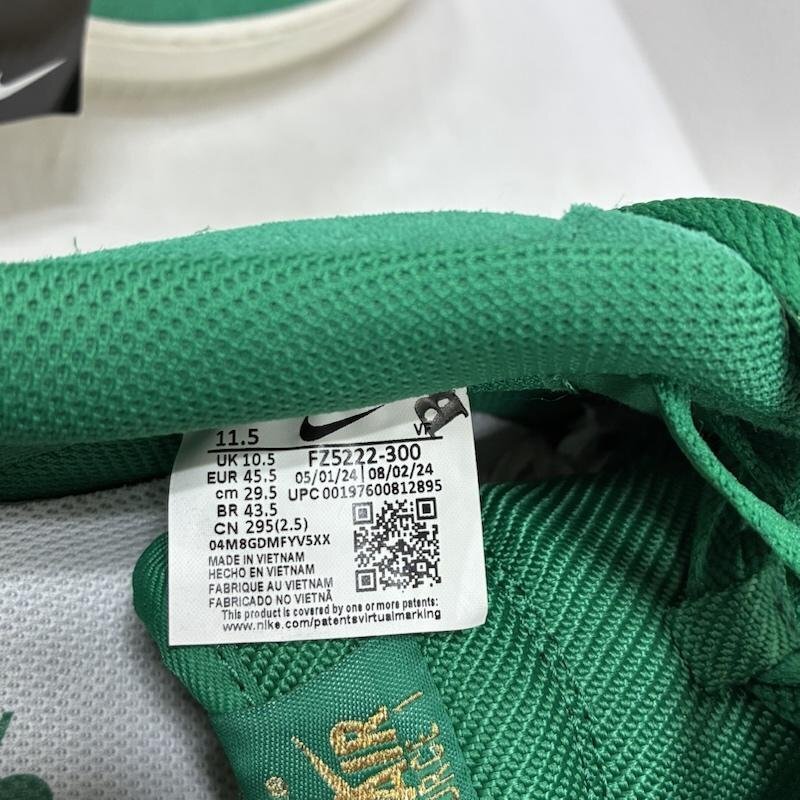 11.5
VF
B
UK 10.5 FZ5222-300
EUR 45.5 05/01/24 08/02/24
cm 29.5 UPC 00197600812895
BR 43.5
CN 295(2.5)
04M8GDMFYV5XX
MADE IN VIETNAM
HECHO EN VIETNAM
FABRIQUE AU VIETNAM
FABRICADO NO VIETNÃ
This product is covered by one or more patents:
www.nike.com/patentsvirtualmarking
AIR